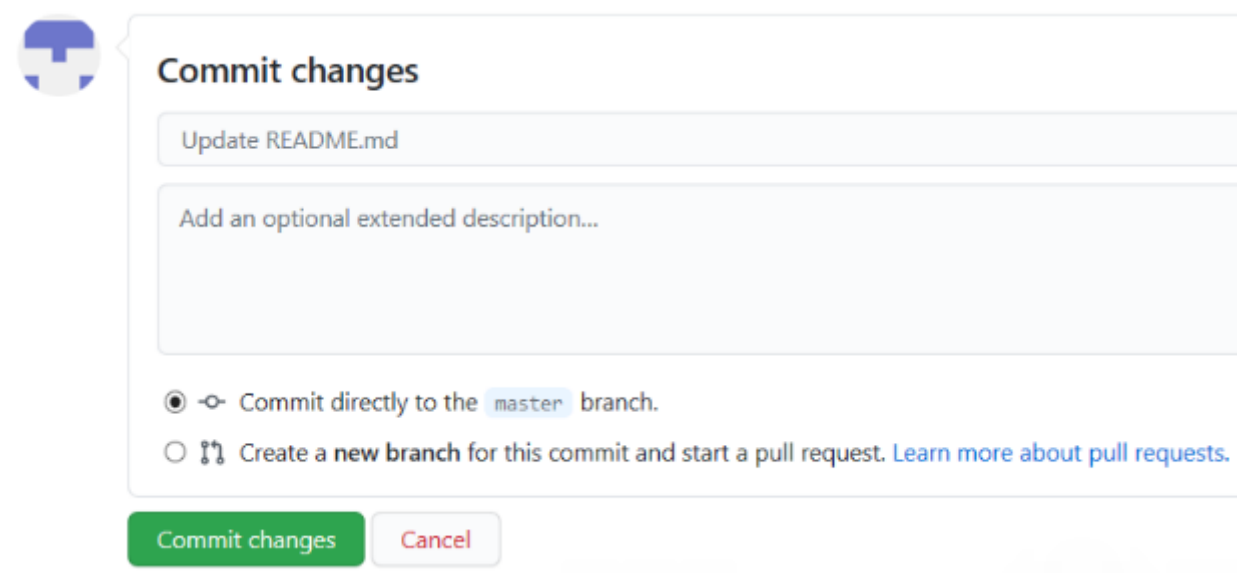 Commit changes
Update README.md
Add an optional extended description...
Commit directly to the master branch.
Create a new branch for this commit and start a pull request. Learn more about pull requests.
Commit changes Cancel